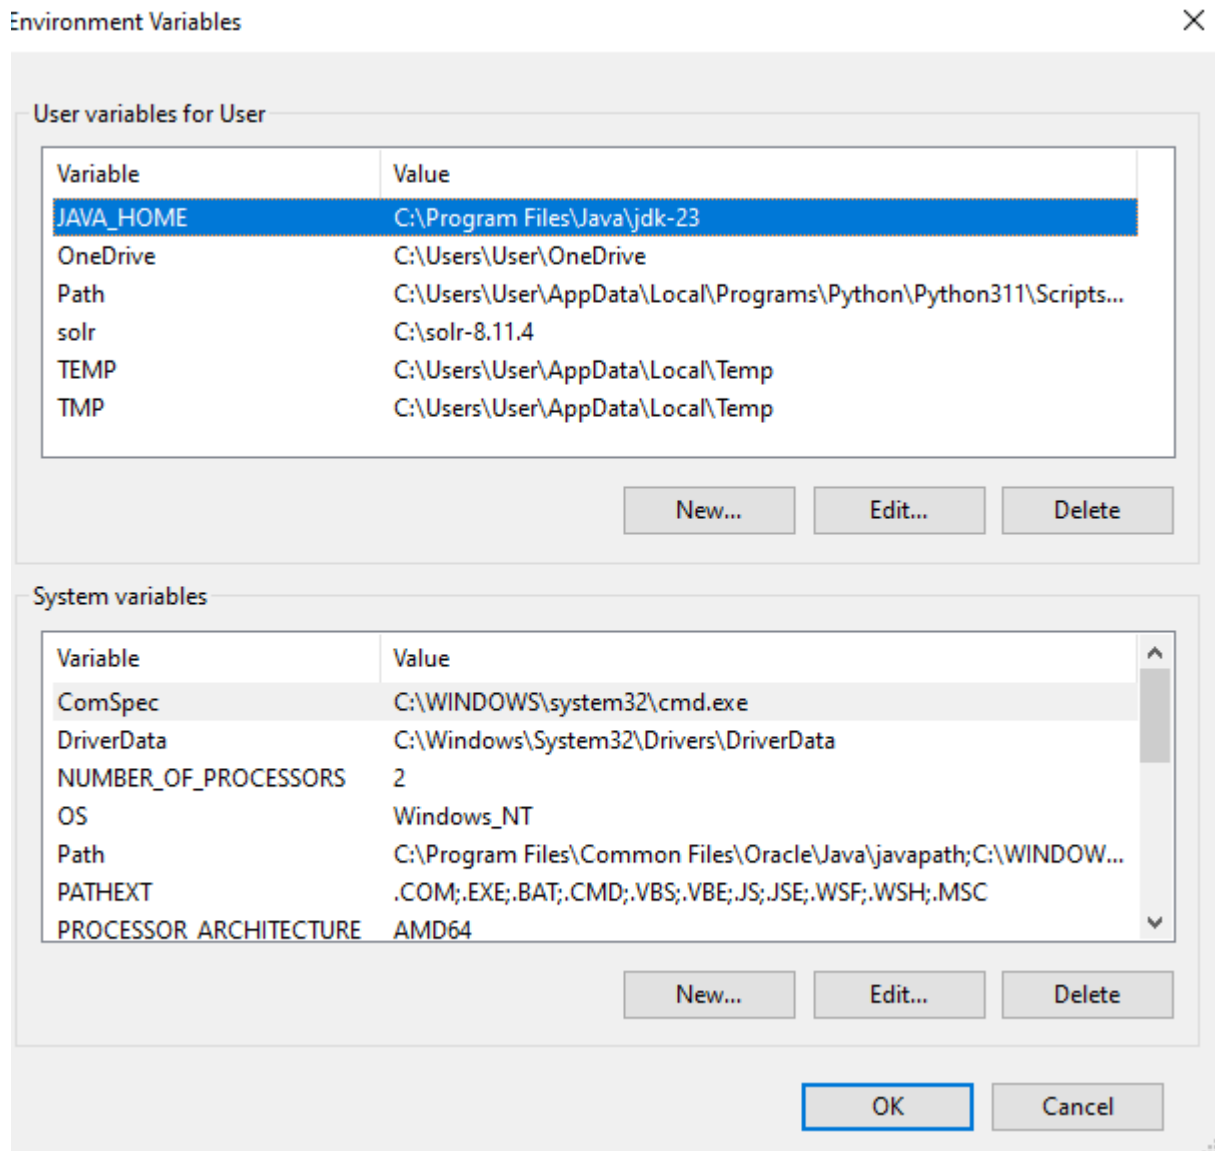 Environment Variables
User variables for User
Variable Value
JAVA_HOME C:\Program Files\Java\jdk-23
OneDrive C:\Users\User\OneDrive
Path C:\Users\User\AppData\Local\Programs\Python\Python311\Scripts...
solr C:\solr-8.11.4
TEMP C:\Users\User\AppData\Local\Temp
TMP C:\Users\User\AppData\Local\Temp
New... Edit... Delete
System variables
Variable Value
ComSpec C:\WINDOWS\system32\cmd.exe
DriverData C:\Windows\System32\Drivers\DriverData
NUMBER_OF_PROCESSORS 2
OS Windows_NT
Path C:\Program Files\Common Files\Oracle\Java\javapath;C:\WINDOW...
PATHEXT .COM;.EXE;.BAT;.CMD;.VBS;.VBE;.JS;.JSE;.WSF;.WSH;.MSC
PROCESSOR_ARCHITECTURE AMD64
New... Edit... Delete
OK Cancel